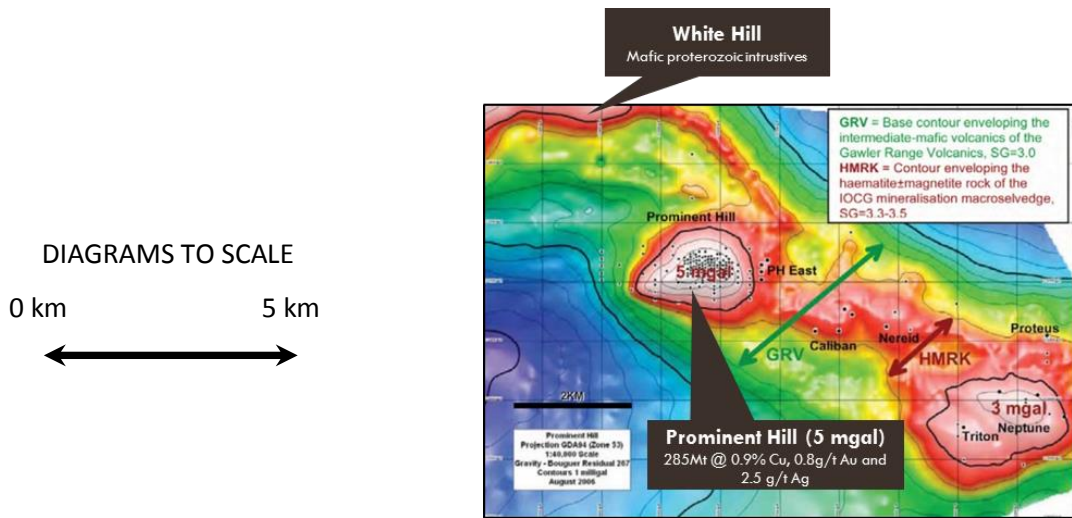 White Hill
Mafic proterozoic intrustives
GRV = Base contour enveloping the
intermediate-mafic volcanics of the
Gawler Range Volcanics, SG=3.0
HMRK = Contour enveloping the
haematite±magnetite rock of the
IOCG mineralisation macroselvedge,
SG=3.3-3.5
Prominent Hill
DIAGRAMS TO SCALE
5 mgal
PH East
0 km 5 km
Proteus
Nereid
Caliban
GRV
HMRK
2KM
3 mgal
Neptune
Triton
Prominent Hill
Projection GDA94 (Zone 53)
1:40,000 Scale
Gravity - Bouguer Residual 267
Contours 1 milligal
August 2006
Prominent Hill (5 mgal)
285Mt @ 0.9% Cu, 0.8g/t Au and
2.5 g/t Ag